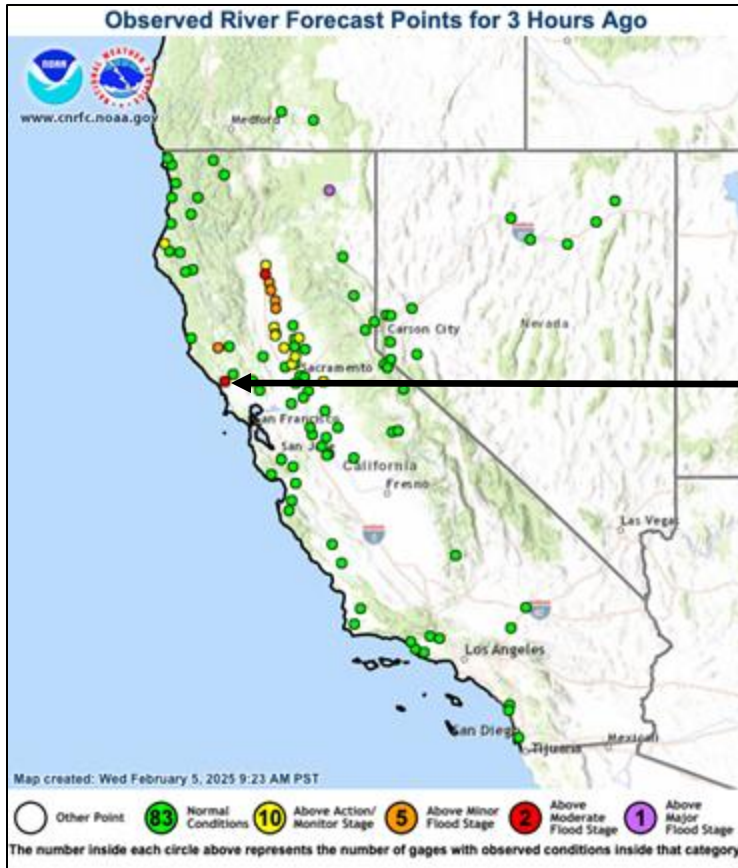 Observed River Forecast Points for 3 Hours Ago
NOAA
www.cnrfc.noaa.gov
Medford
Carson City
Nevada
Sacramento
San Francisco
San Jose
California
Fresno
Las Vegas
Los Angeles
San Diego
Tijuana
Mexicali
Map created: Wed February 5, 2025 9:23 AM PST
Other Point
83 Normal Conditions
10 Above Action/ Monitor Stage
5 Above Minor Flood Stage
2 Above Moderate Flood Stage
1 Above Major Flood Stage
The number inside each circle above represents the number of gages with observed conditions inside that category